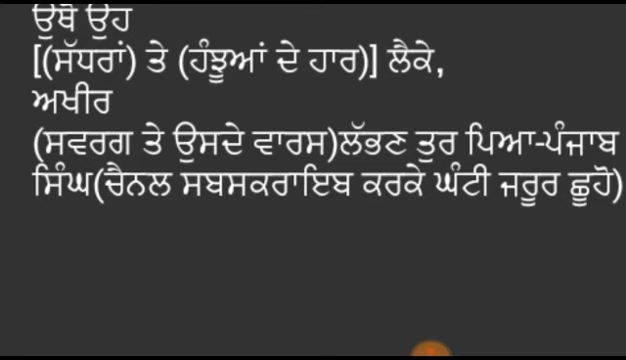 ਉਥੋਂ ਉਹ
[(ਸੱਧਰਾਂ) ਤੇ (ਹੰਝੂਆਂ ਦੇ ਹਾਰ)] ਲੈਕੇ,
ਅਖੀਰ
(ਸਵਰਗ ਤੇ ਉਸਦੇ ਵਾਰਸ)ਲੱਭਣ ਤੁਰ ਪਿਆ-ਪੰਜਾਬ
ਸਿੰਘ(ਚੈਨਲ ਸਬਸਕਰਾਇਬ ਕਰਕੇ ਘੰਟੀ ਜਰੂਰ ਛੂਹੋ)